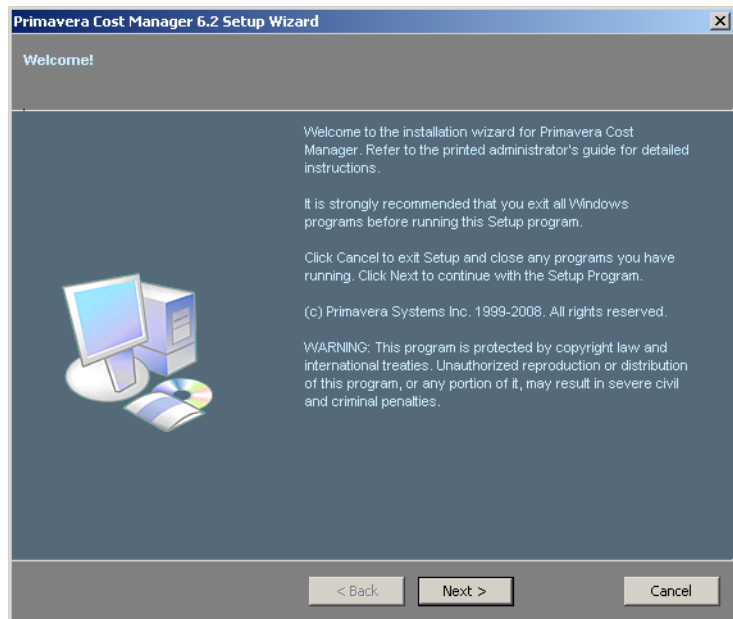 Primavera Cost Manager 6.2 Setup Wizard
Welcome!
Welcome to the installation wizard for Primavera Cost
Manager. Refer to the printed administrator's guide for detailed
instructions.
It is strongly recommended that you exit all Windows
programs before running this Setup program.
Click Cancel to exit Setup and close any programs you have
running. Click Next to continue with the Setup Program.
(c) Primavera Systems Inc. 1999-2008. All rights reserved.
WARNING: This program is protected by copyright law and
international treaties. Unauthorized reproduction or distribution
of this program, or any portion of it, may result in severe civil
and criminal penalties.
< Back Next > Cancel